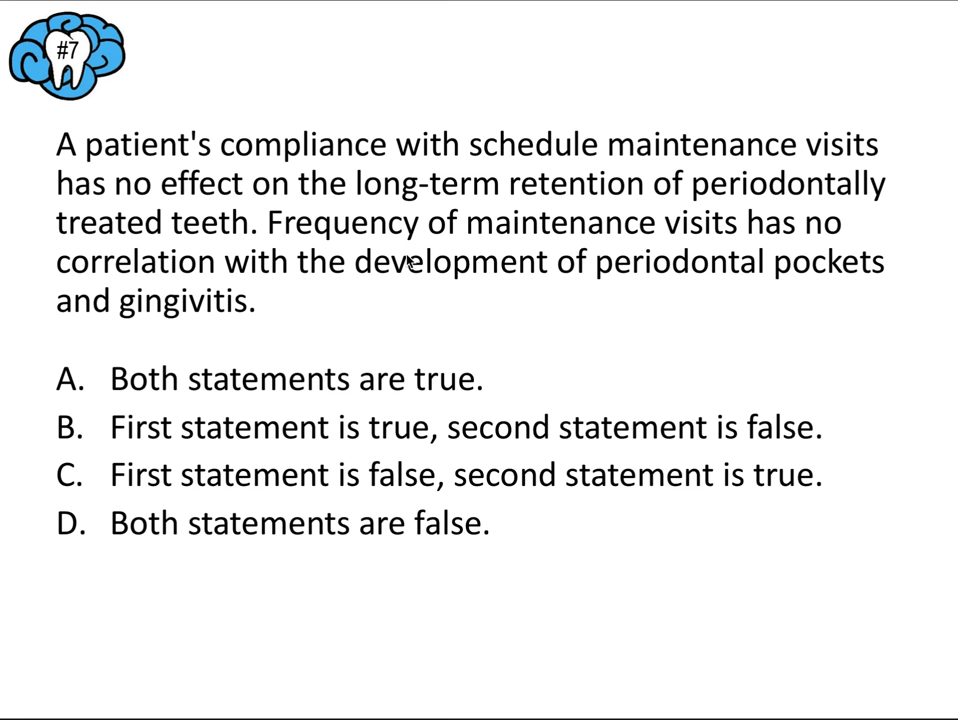 #7
A patient's compliance with schedule maintenance visits
has no effect on the long-term retention of periodontally
treated teeth. Frequency of maintenance visits has no
correlation with the development of periodontal pockets
and gingivitis.
A. Both statements are true.
B. First statement is true, second statement is false.
C. First statement is false, second statement is true.
D. Both statements are false.